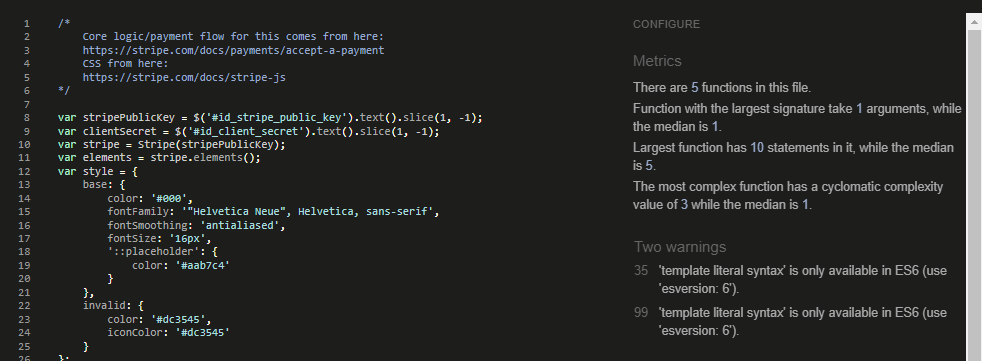 1 /*
2 Core logic/payment flow for this comes from here:
3 https://stripe.com/docs/payments/accept-a-payment
4 CSS from here:
5 https://stripe.com/docs/stripe-js
6 */
7
8 var stripePublicKey = $('#id_stripe_public_key').text().slice(1, -1);
9 var clientSecret = $('#id_client_secret').text().slice(1, -1);
10 var stripe = Stripe(stripePublicKey);
11 var elements = stripe.elements();
12 var style = {
13 base: {
14 color: '#000',
15 fontFamily: '"Helvetica Neue", Helvetica, sans-serif',
16 fontSmoothing: 'antialiased',
17 fontSize: '16px',
18 '::placeholder': {
19 color: '#aab7c4'
20 }
21 },
22 invalid: {
23 color: '#dc3545',
24 iconColor: '#dc3545'
25 }
26 };
CONFIGURE
Metrics
There are 5 functions in this file.
Function with the largest signature take 1 arguments, while
the median is 1.
Largest function has 10 statements in it, while the median
is 5.
The most complex function has a cyclomatic complexity
value of 3 while the median is 1.
Two warnings
35 'template literal syntax' is only available in ES6 (use
'esversion: 6').
99 'template literal syntax' is only available in ES6 (use
'esversion: 6').